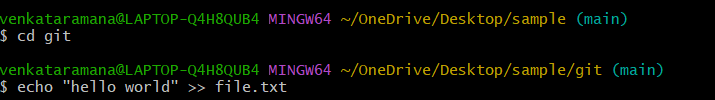 venkataramana@LAPTOP-Q4H8QUB4 MINGW64 ~/OneDrive/Desktop/sample (main)
$ cd git
venkataramana@LAPTOP-Q4H8QUB4 MINGW64 ~/OneDrive/Desktop/sample/git (main)
$ echo "hello world" >> file.txt